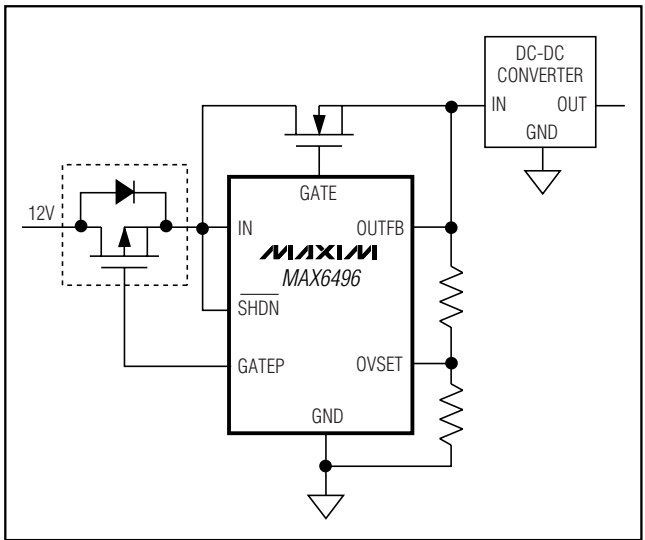 DC-DC
CONVERTER
IN OUT
GND
GATE
12V
IN OUTFB
MAXIM
MAX6496
SHDN
GATEP OVSET
GND